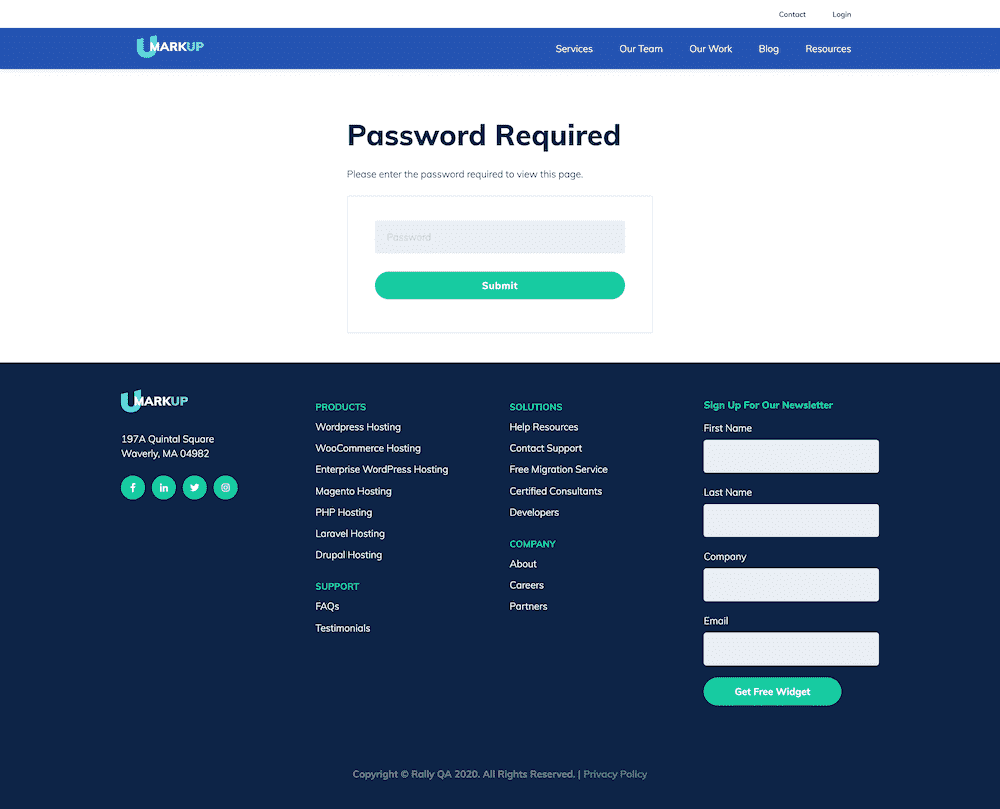 Contact Login
UMARKUP
Services Our Team Our Work Blog Resources
Password Required
Please enter the password required to view this page.
Password
Submit
UMARKUP
197A Quintal Square
Waverly, MA 04982
PRODUCTS
Wordpress Hosting
WooCommerce Hosting
Enterprise WordPress Hosting
Magento Hosting
PHP Hosting
Laravel Hosting
Drupal Hosting
SUPPORT
FAQs
Testimonials
SOLUTIONS
Help Resources
Contact Support
Free Migration Service
Certified Consultants
Developers
COMPANY
About
Careers
Partners
Sign Up For Our Newsletter
First Name
Last Name
Company
Email
Get Free Widget
Copyright © Rally QA 2020. All Rights Reserved. | Privacy Policy